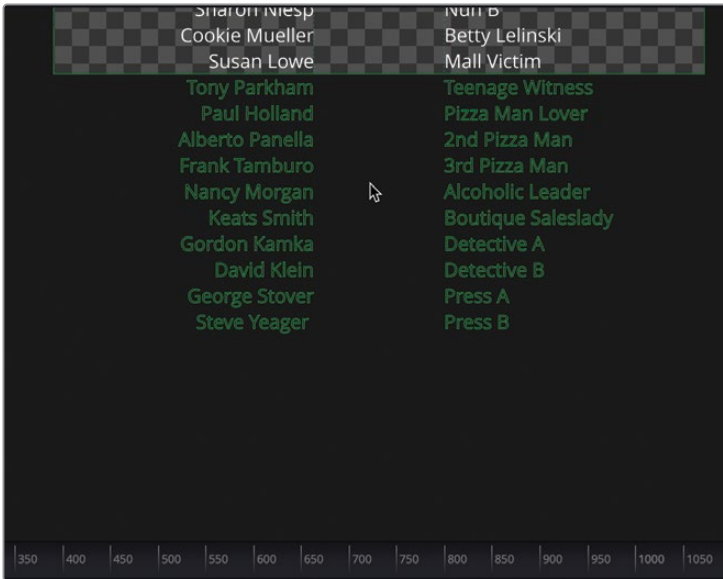 Sharon Niesp Nun B
Cookie Mueller Betty Lelinski
Susan Lowe Mall Victim
Tony Parkham Teenage Witness
Paul Holland Pizza Man Lover
Alberto Panella 2nd Pizza Man
Frank Tamburo 3rd Pizza Man
Nancy Morgan Alcoholic Leader
Keats Smith Boutique Saleslady
Gordon Kamka Detective A
David Klein Detective B
George Stover Press A
Steve Yeager Press B
350 400 450 500 550 600 650 700 750 800 850 900 950 1000 1050